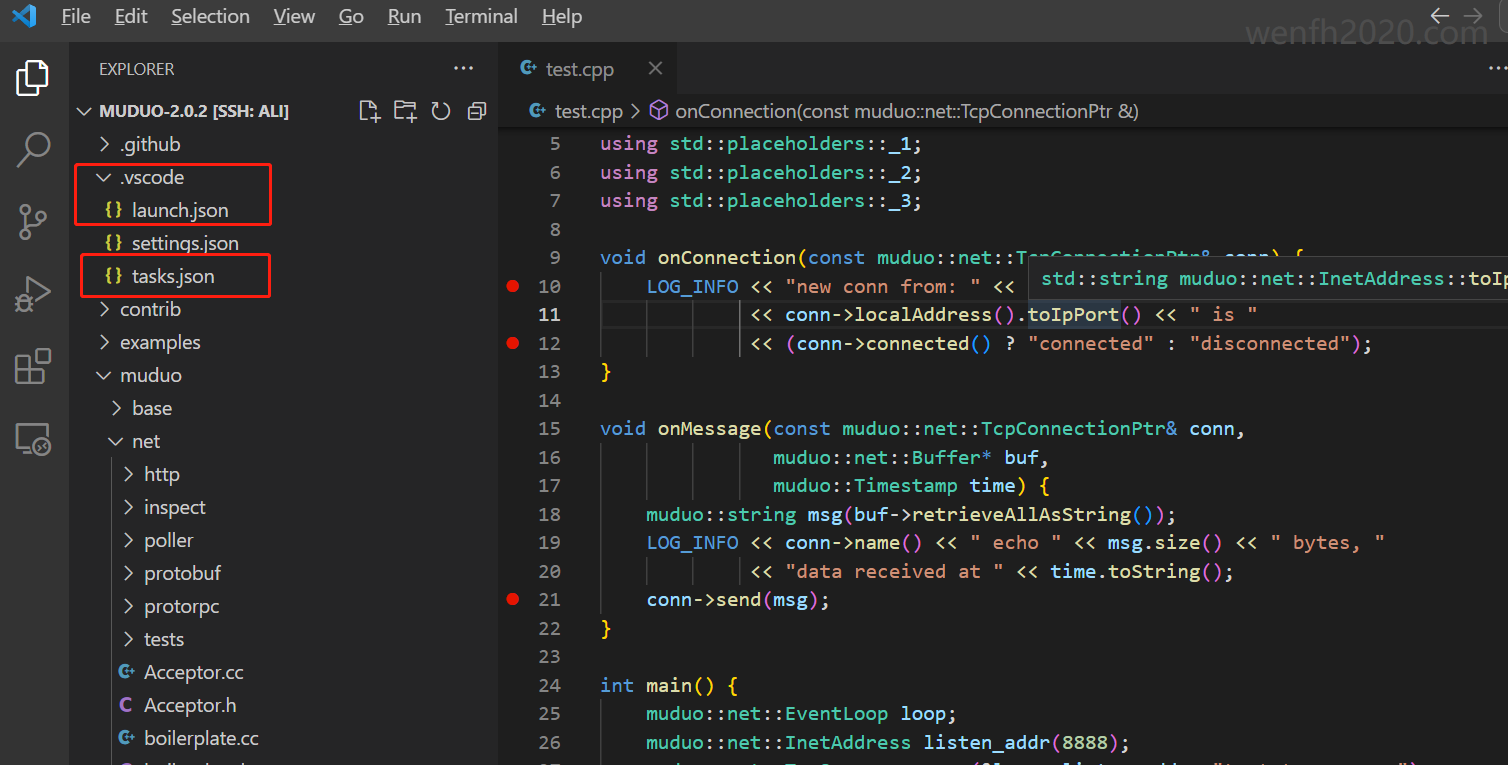 File Edit Selection View Go Run Terminal Help
wenfh2020.com
EXPLORER
MUDUO-2.0.2 [SSH: ALI]
.github
.vscode
launch.json
settings.json
tasks.json
contrib
examples
muduo
base
net
http
inspect
poller
protobuf
protorpc
tests
Acceptor.cc
Acceptor.h
boilerplate.cc
test.cpp
test.cpp > onConnection(const muduo::net::TcpConnectionPtr &)
5 using std::placeholders::_1;
6 using std::placeholders::_2;
7 using std::placeholders::_3;
8
9 void onConnection(const muduo::net::TcpConnectionPtr& conn) {
10 LOG_INFO << "new conn from: " <<
std::string muduo::net::InetAddress::toIp
11 << conn->localAddress().toIpPort() << " is "
12 << (conn->connected() ? "connected" : "disconnected");
13 }
14
15 void onMessage(const muduo::net::TcpConnectionPtr& conn,
16 muduo::net::Buffer* buf,
17 muduo::Timestamp time) {
18 muduo::string msg(buf->retrieveAllAsString());
19 LOG_INFO << conn->name() << " echo " << msg.size() << " bytes, "
20 << "data received at " << time.toString();
21 conn->send(msg);
22 }
23
24 int main() {
25 muduo::net::EventLoop loop;
26 muduo::net::InetAddress listen_addr(8888);